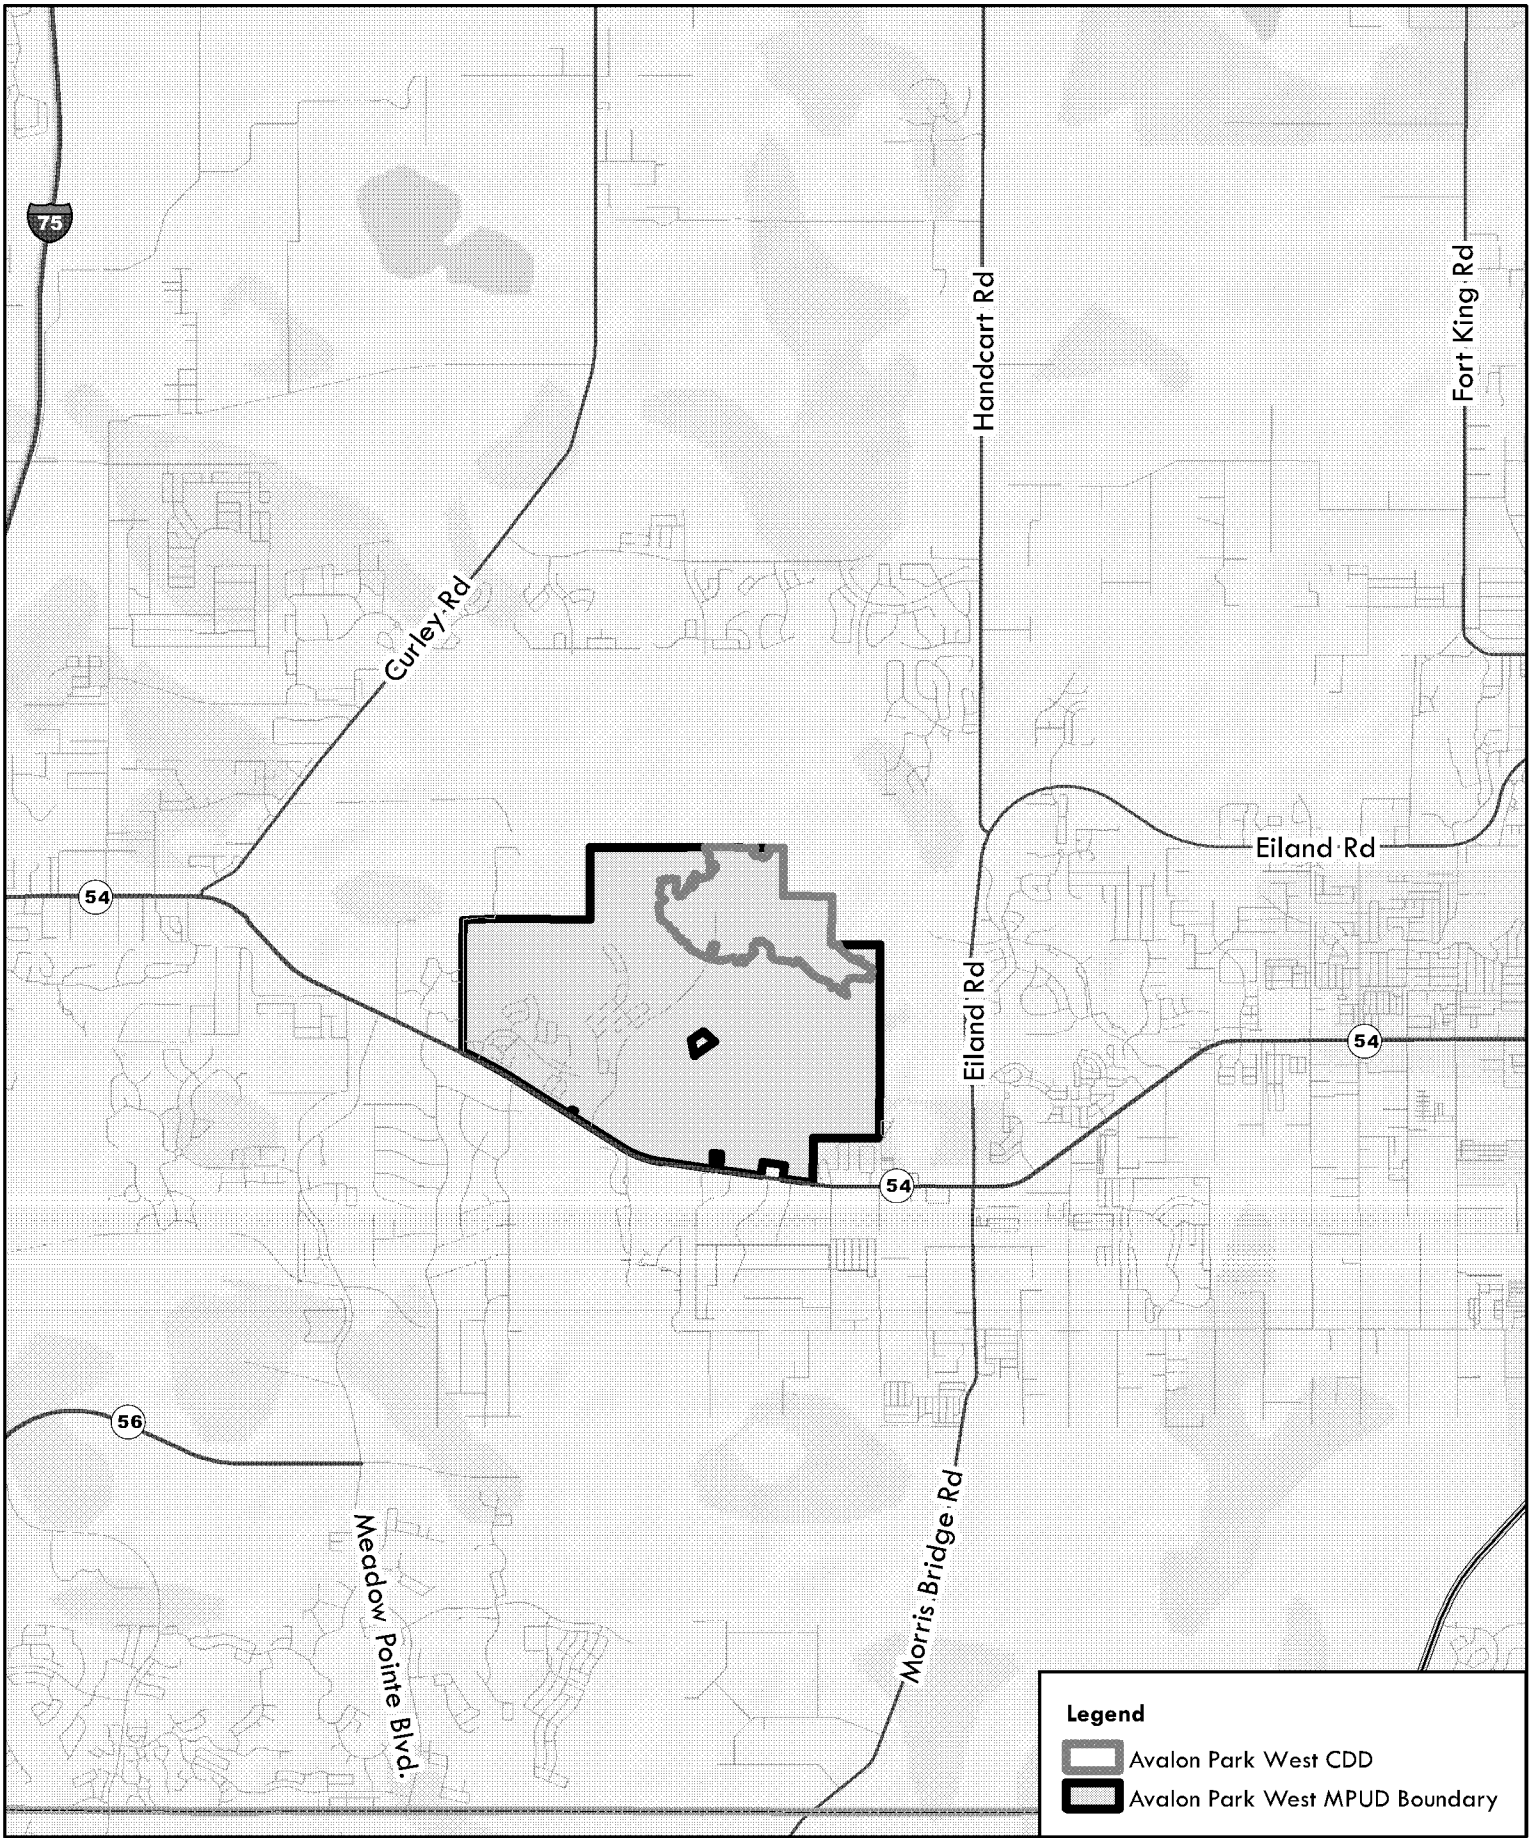 75
Handcart Rd
Fort King Rd
Curley Rd
Eiland Rd
54
Eiland Rd
54
54
56
Meadow Pointe Blvd.
Morris Bridge Rd
Legend
Avalon Park West CDD
Avalon Park West MPUD Boundary